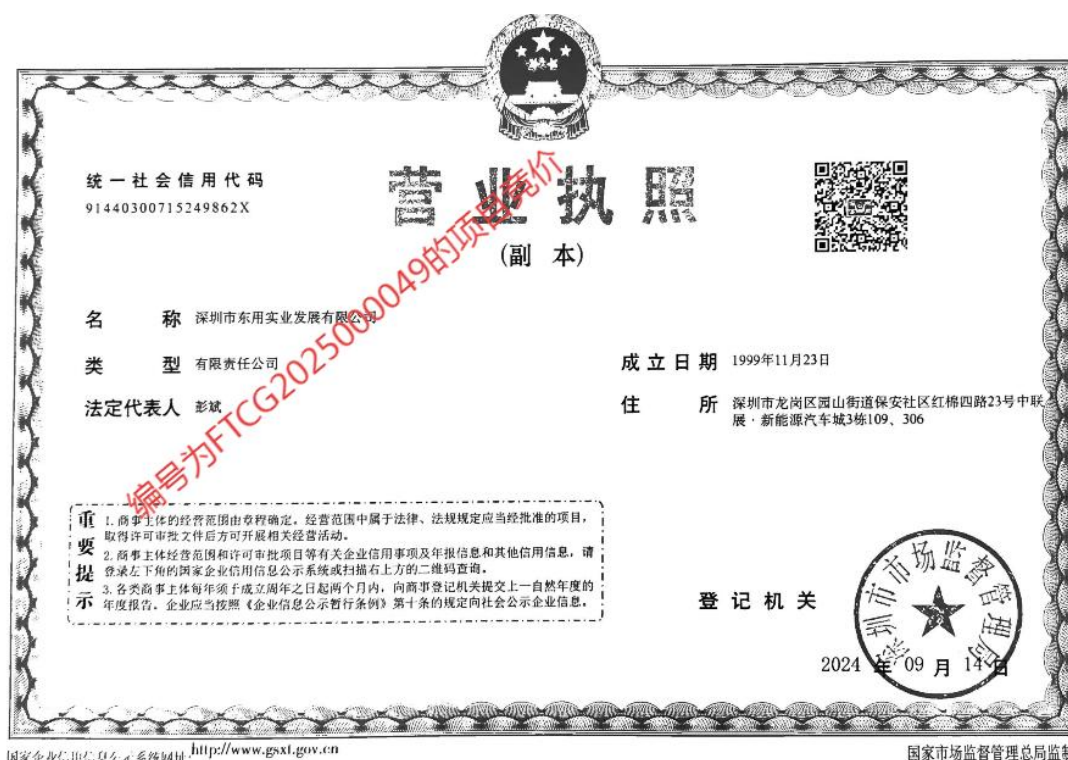 统一社会信用代码
91440300715249862X
营业执照
(副 本)
编号为FTCG2025000049的项目竞价
名 称 深圳市东用实业发展有限公司
类 型 有限责任公司
法定代表人 彭斌
成立日期 1999年11月23日
住 所 深圳市龙岗区园山街道保安社区红棉四路23号中联
展·新能源汽车城3栋109、306
重要提示
1.商事主体的经营范围由章程确定。经营范围中属于法律、法规规定应当经批准的项目,
取得许可审批文件后方可开展相关经营活动。
2.商事主体经营范围和许可审批项目等有关企业信用事项及年报信息和其他信用信息,请
登录左下角的国家企业信用信息公示系统或扫描右上方的二维码查询。
3.各类商事主体每年须于成立周年之日起两个月内,向商事登记机关提交上一自然年度的
年度报告。企业应当按照《企业信息公示暂行条例》第十条的规定向社会公示企业信息。
登记机关
深圳市市场监督管理局
2024 年 09 月 14 日
国家企业信用信息公示系统网址:http://www.gsxt.gov.cn
国家市场监督管理总局监制